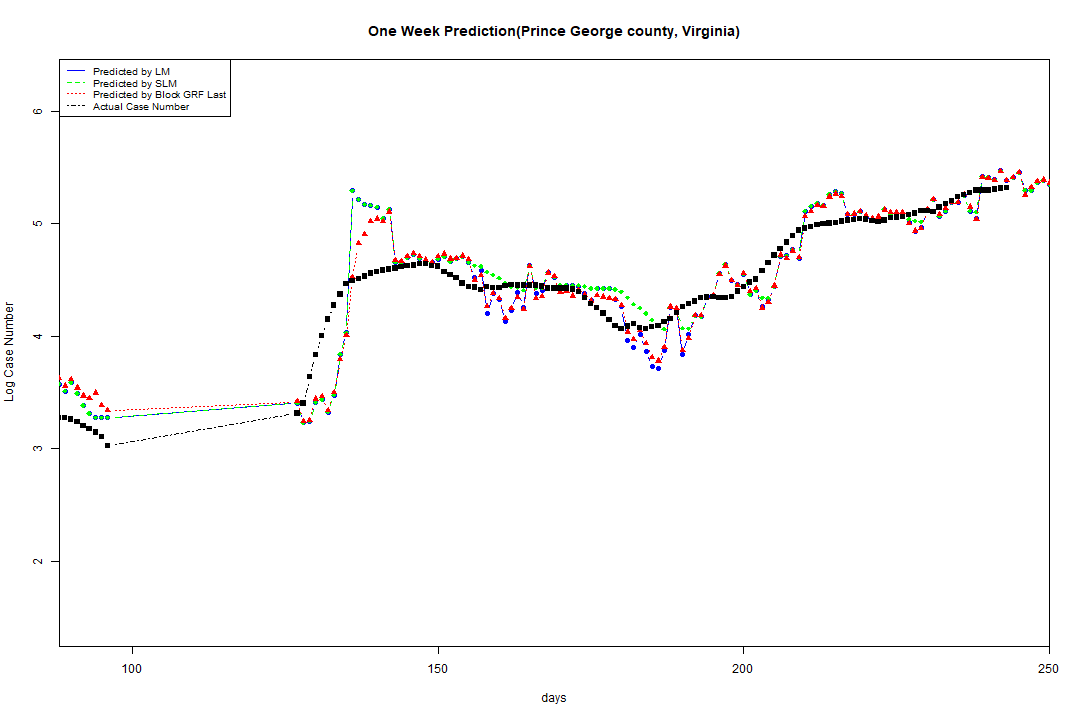 One Week Prediction(Prince George county, Virginia)
Predicted by LM
Predicted by SLM
Predicted by Block GRF Last
Actual Case Number
6
5
4
3
2
Log Case Number
100 150 200 250
days